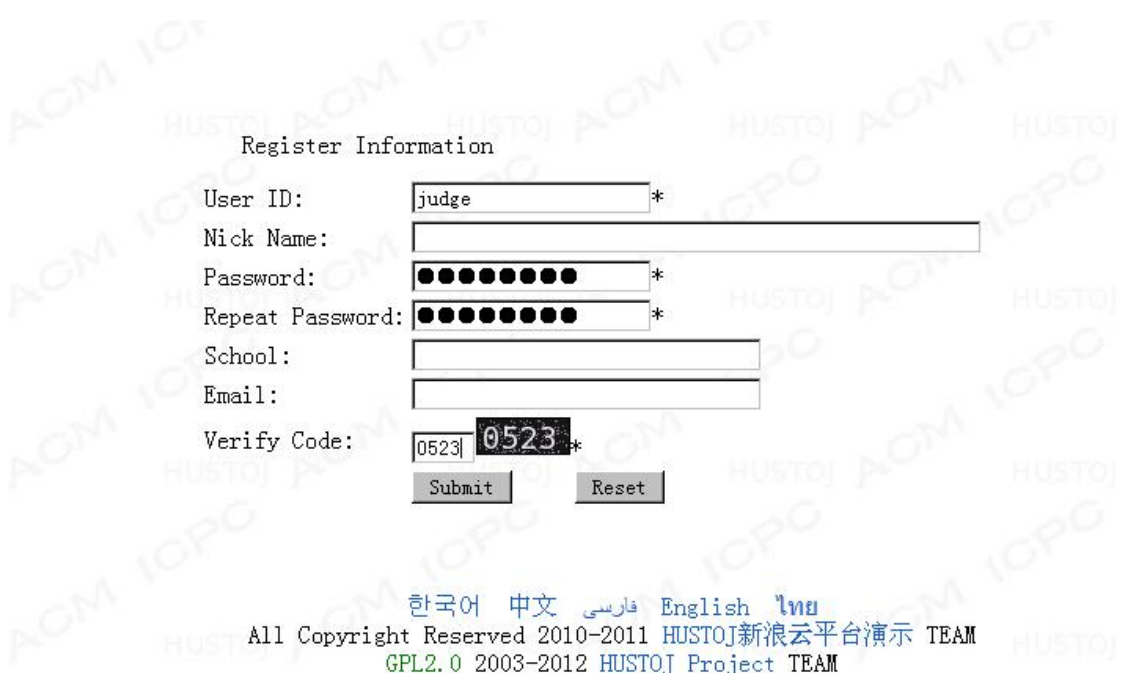 Register Information
User ID: judge *
Nick Name:
Password: ●●●●●●●● *
Repeat Password: ●●●●●●●● *
School:
Email:
Verify Code: 0523 0523 *
Submit Reset
한국어 中文 فارسی English ไทย
All Copyright Reserved 2010-2011 HUSTOJ新浪云平台演示 TEAM
GPL2.0 2003-2012 HUSTOJ Project TEAM